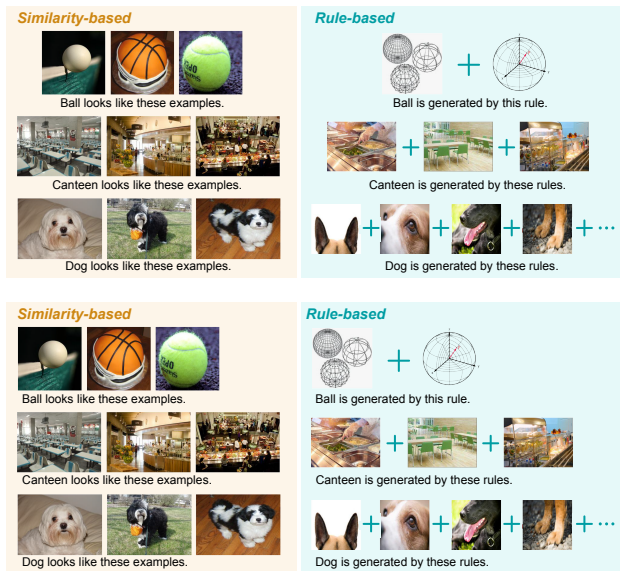 Similarity-based
Ball looks like these examples.
Canteen looks like these examples.
Dog looks like these examples.
Rule-based
Ball is generated by this rule.
Canteen is generated by these rules.
Dog is generated by these rules.
Similarity-based
Ball looks like these examples.
Canteen looks like these examples.
Dog looks like these examples.
Rule-based
Ball is generated by this rule.
Canteen is generated by these rules.
Dog is generated by these rules.